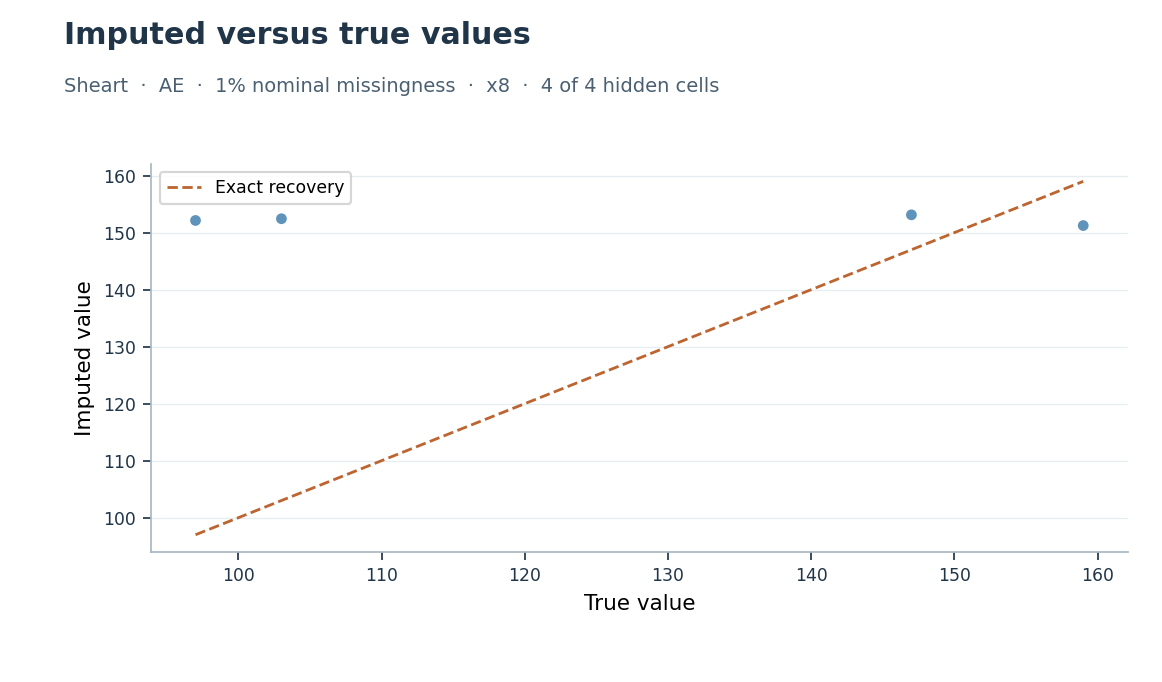 Imputed versus true values
Sheart · AE · 1% nominal missingness · x8 · 4 of 4 hidden cells
Exact recovery
160
150
140
130
120
110
100
Imputed value
100 110 120 130 140 150 160
True value